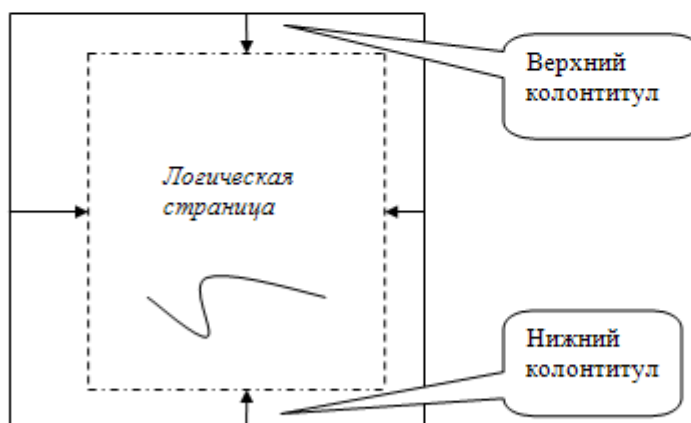 Верхний
колонтитул
Логическая
страница
Нижний
колонтитул